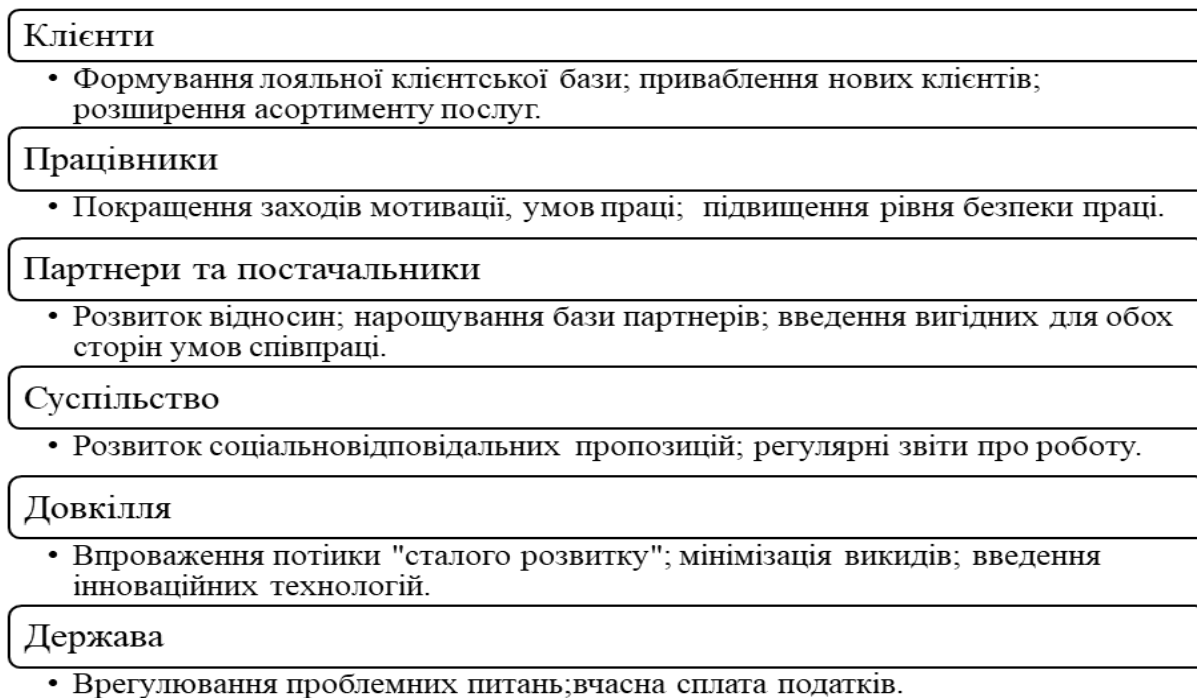 Клієнти
• Формування лояльної клієнтської бази; приваблення нових клієнтів;
розширення асортименту послуг.
Працівники
• Покращення заходів мотивації, умов праці; підвищення рівня безпеки праці.
Партнери та постачальники
• Розвиток відносин; нарощування бази партнерів; введення вигідних для обох
сторін умов співпраці.
Суспільство
• Розвиток соціальновідповідальних пропозицій; регулярні звіти про роботу.
Довкілля
• Впроваження потіики "сталого розвитку"; мінімізація викидів; введення
інноваційних технологій.
Держава
• Врегулювання проблемних питань;вчасна сплата податків.